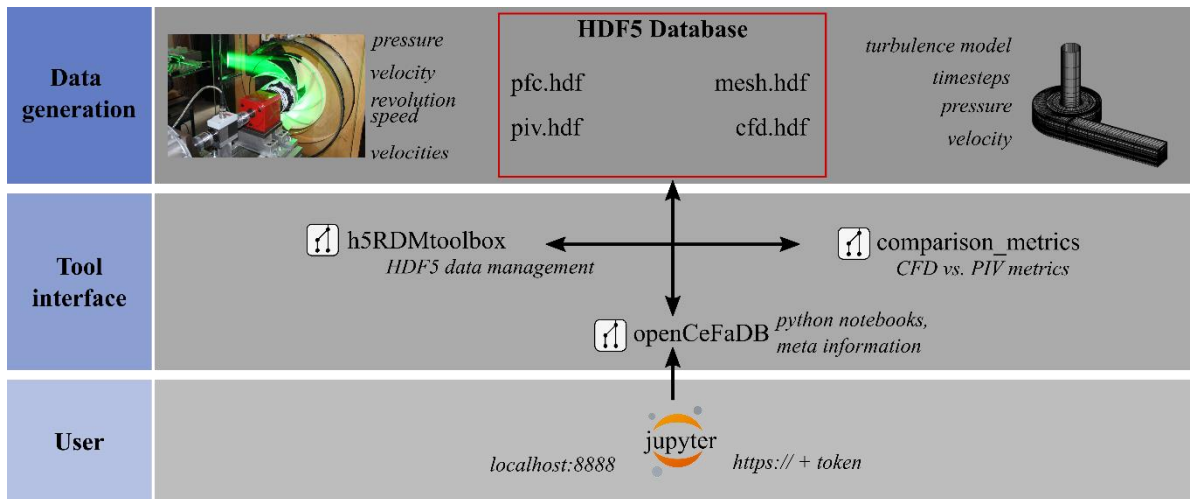 Data
generation
pressure
velocity
revolution
speed
velocities
HDF5 Database
pfc.hdf
mesh.hdf
piv.hdf
cfd.hdf
turbulence model
timesteps
pressure
velocity
Tool
interface
h5RDMtoolbox
HDF5 data management
comparison_metrics
CFD vs. PIV metrics
openCeFaDB
python notebooks,
meta information
User
jupyter
localhost:8888
https:// + token